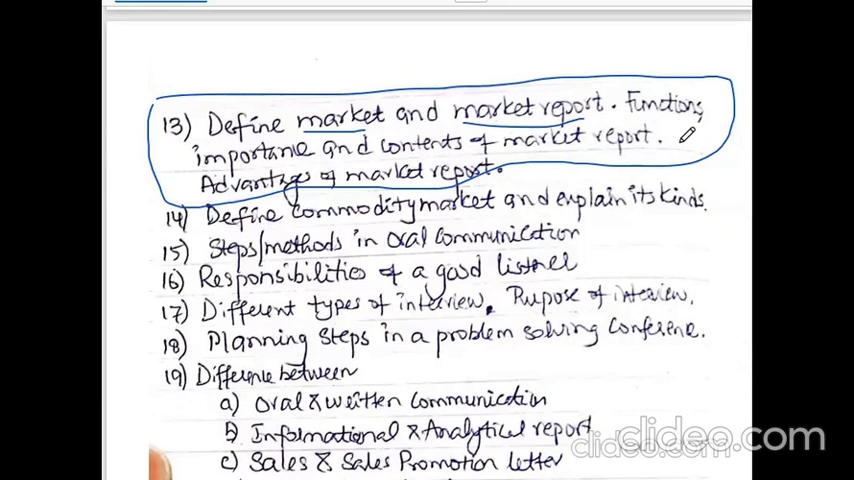 13) Define market and market report. Functions,
importance and contents of market report.
Advantages of market report.
14) Define commodity market and explain its kinds.
15) Steps/methods in oral communication
16) Responsibilities of a good listner
17) Different types of interview. Purpose of interview.
18) Planning steps in a problem solving conference.
19) Difference between
a) Oral & written communication
b) Informational & Analytical report
c) Sales & Sales Promotion letter
clideo.com
clideo.com